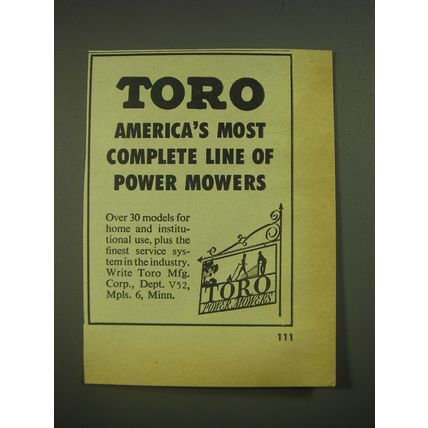 TORO
AMERICA'S MOST
COMPLETE LINE OF
POWER MOWERS
Over 30 models for
home and institu-
tional use, plus the
finest service sys-
tem in the industry.
Write Toro Mfg.
Corp., Dept. V52,
Mpls. 6, Minn.
TORO
POWER MOWERS
111